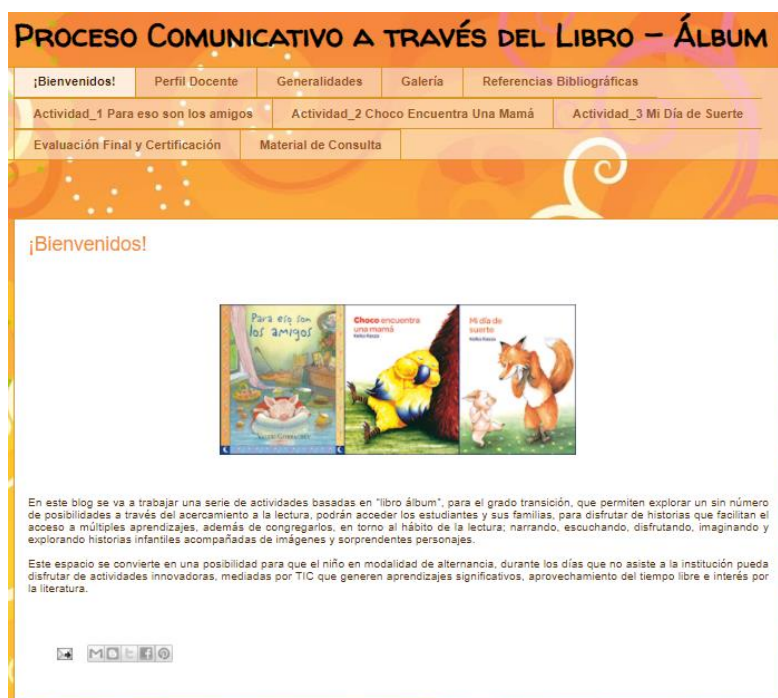 Proceso Comunicativo a través del Libro – Álbum
¡Bienvenidos! Perfil Docente Generalidades Galería Referencias Bibliográficas
Actividad_1 Para eso son los amigos Actividad_2 Choco Encuentra Una Mamá Actividad_3 Mi Día de Suerte
Evaluación Final y Certificación Material de Consulta
¡Bienvenidos!
Para eso son
los amigos
Choco encuentra
una mamá
Keiko Kasza
Mi día de
suerte
Keiko Kasza
En este blog se va a trabajar una serie de actividades basadas en "libro álbum", para el grado transición, que permiten explorar un sin número
de posibilidades a través del acercamiento a la lectura, podrán acceder los estudiantes y sus familias, para disfrutar de historias que facilitan el
acceso a múltiples aprendizajes, además de congregarlos, en torno al hábito de la lectura; narrando, escuchando, disfrutando, imaginando y
explorando historias infantiles acompañadas de imágenes y sorprendentes personajes.
Este espacio se convierte en una posibilidad para que el niño en modalidad de alternancia, durante los días que no asiste a la institución pueda
disfrutar de actividades innovadoras, mediadas por TIC que generen aprendizajes significativos, aprovechamiento del tiempo libre e interés por
la literatura.